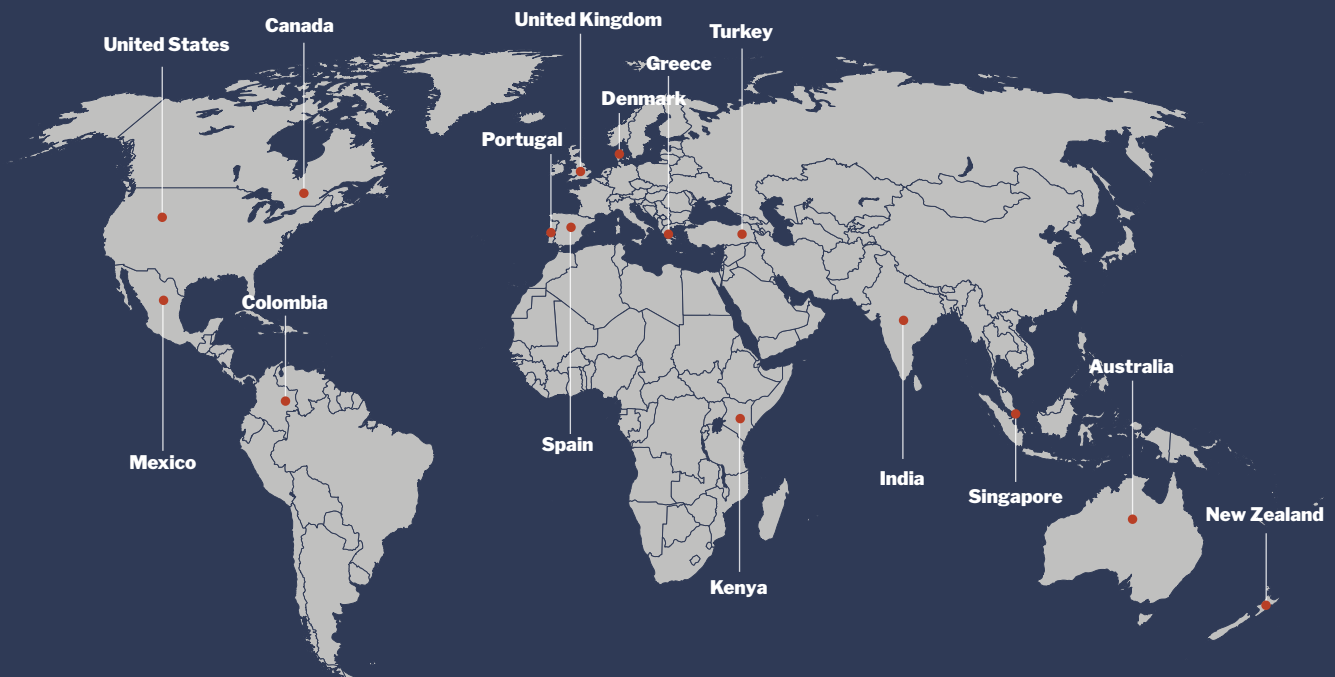 United Kingdom
Canada
Turkey
United States
Greece
Denmark
Portugal
Colombia
Australia
Spain
Mexico
India
Singapore
New Zealand
Kenya